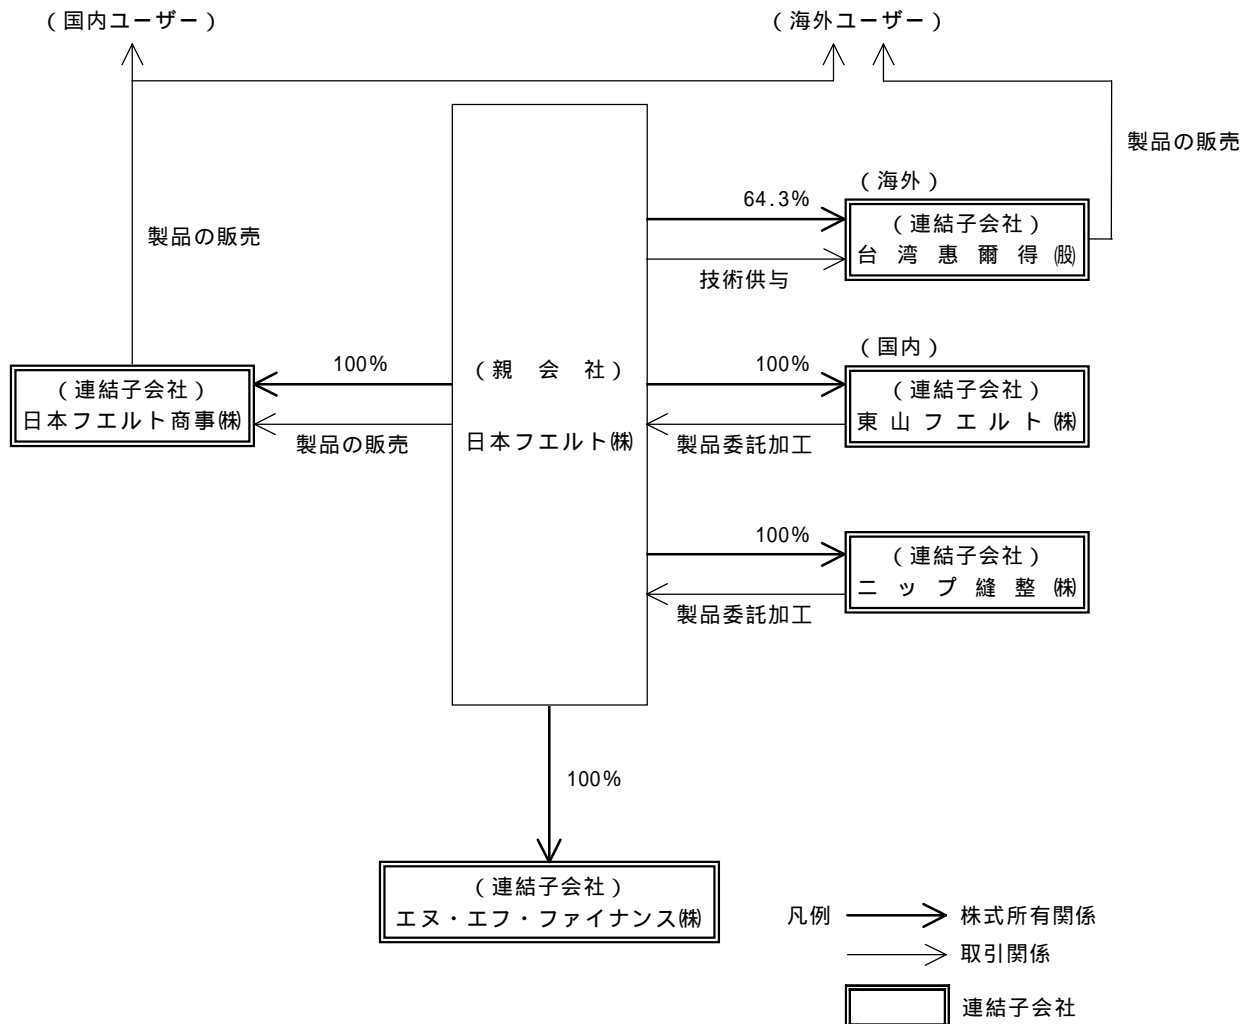 (国内ユーザー)
(海外ユーザー)
製品の販売
(海外)
64.3%
(連結子会社)
台湾惠爾得㈲
技術供与
製品の販売
(国内)
100%
(連結子会社)
日本フエルト商事㈱
製品の販売
(親会社)
日本フエルト㈱
100%
(連結子会社)
東山フエルト㈱
製品委託加工
100%
(連結子会社)
ニップ縫整㈱
製品委託加工
100%
(連結子会社)
エヌ・エフ・ファイナンス㈱
凡例
株式所有関係
取引関係
連結子会社